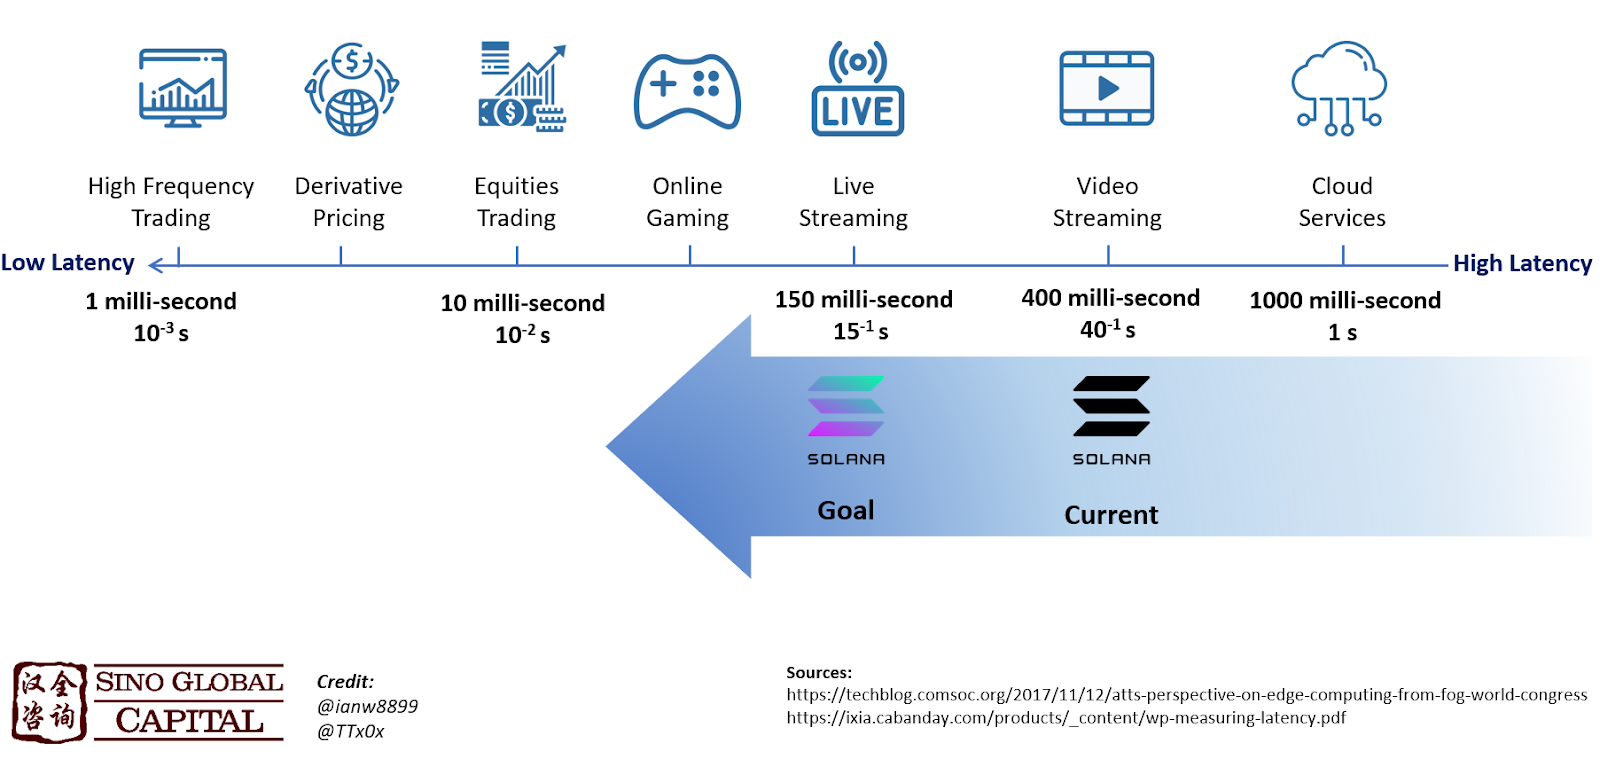 LIVE
High Frequency
Trading
Derivative
Pricing
Equities
Trading
Online
Gaming
Live
Streaming
Video
Streaming
Cloud
Services
Low Latency
High Latency
1 milli-second
10⁻³ s
10 milli-second
10⁻² s
150 milli-second
15⁻¹ s
400 milli-second
40⁻¹ s
1000 milli-second
1 s
SOLANA
Goal
SOLANA
Current
汉全
咨询
SINO GLOBAL
CAPITAL
Credit:
@ianw8899
@TTx0x
Sources:
https://techblog.comsoc.org/2017/11/12/atts-perspective-on-edge-computing-from-fog-world-congress
https://ixia.cabanday.com/products/_content/wp-measuring-latency.pdf